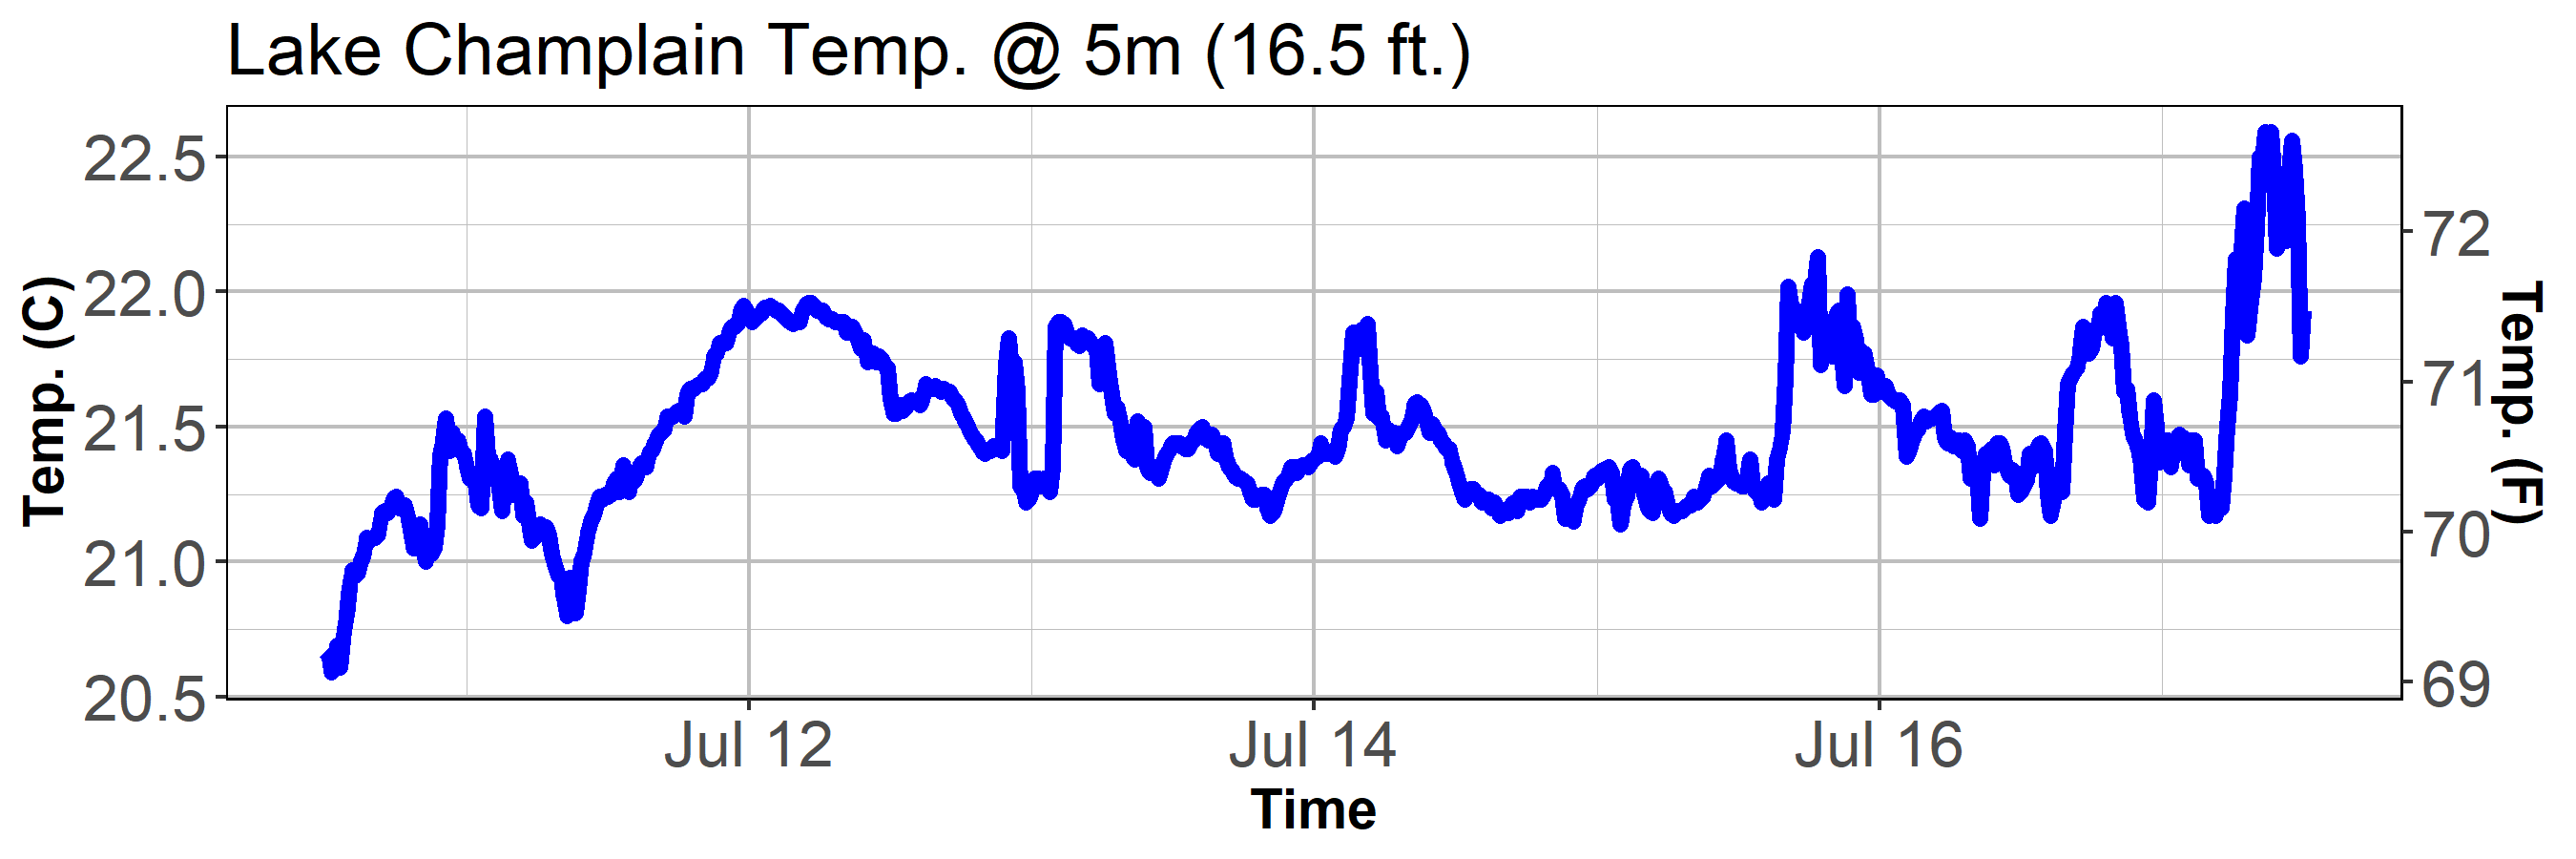 Lake Champlain Temp. @ 5m (16.5 ft.)
Temp. (C)
22.5
22.0
21.5
21.0
20.5
72
71
70
69
Temp. (F)
Jul 12
Jul 14
Jul 16
Time